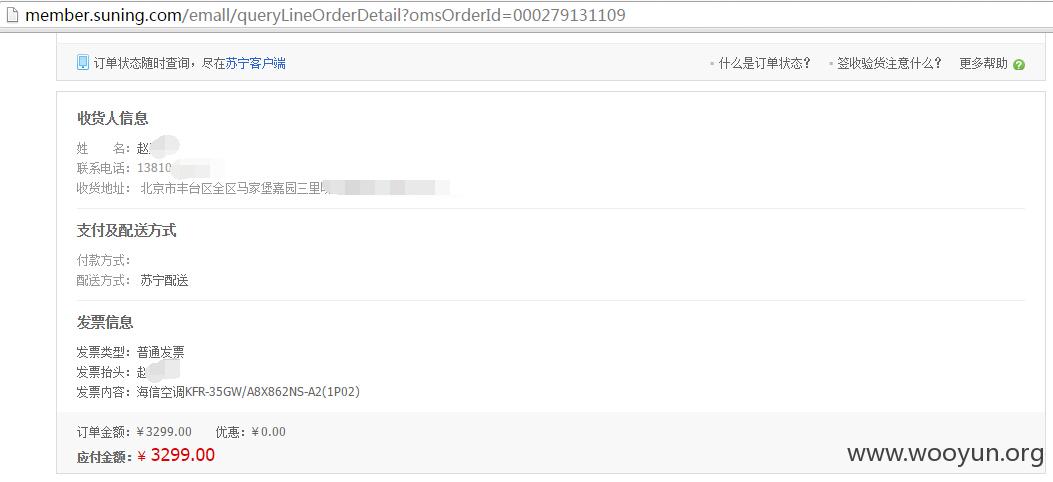 member.suning.com/emall/queryLineOrderDetail?omsOrderId=000279131109
订单状态随时查询，尽在苏宁客户端 什么是订单状态？ 签收验货注意什么？ 更多帮助 ?
收货人信息
姓 名：赵
联系电话：13810
收货地址： 北京市丰台区全区马家堡嘉园三里
支付及配送方式
付款方式：
配送方式： 苏宁配送
发票信息
发票类型：普通发票
发票抬头：赵
发票内容：海信空调KFR-35GW/A8X862NS-A2(1P02)
订单金额：¥3299.00 优惠：¥0.00
应付金额：¥ 3299.00
www.wooyun.org